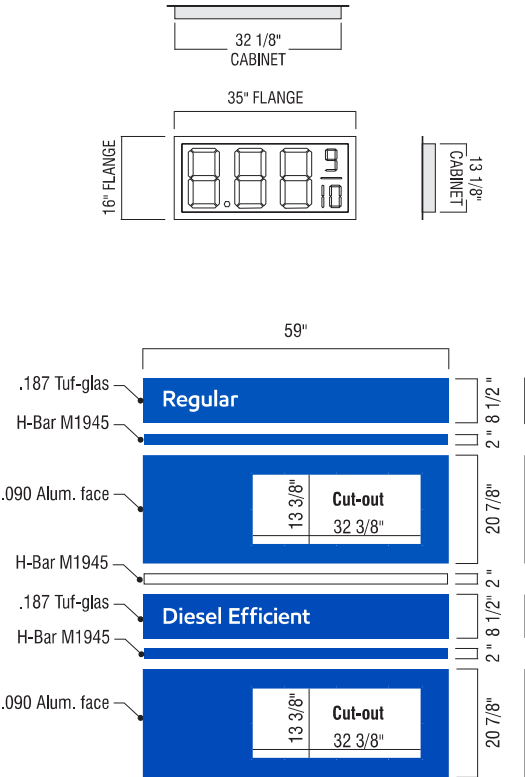 32 1/8"
CABINET
35" FLANGE
16" FLANGE
8.8.8 9/10
13 1/8"
CABINET
59"
.187 Tuf-glas
Regular
8 1/2 "
H-Bar M1945
2 "
.090 Alum. face
13 3/8"
Cut-out
32 3/8"
20 7/8"
H-Bar M1945
2 "
.187 Tuf-glas
Diesel Efficient
8 1/2"
H-Bar M1945
2 "
.090 Alum. face
13 3/8"
Cut-out
32 3/8"
20 7/8"